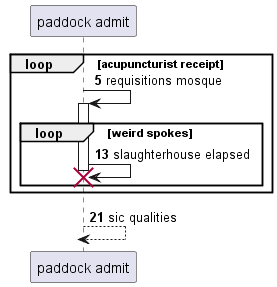 paddock admit
loop [acupuncturist receipt]
5 requisitions mosque
loop [weird spokes]
13 slaughterhouse elapsed
21 sic qualities
paddock admit